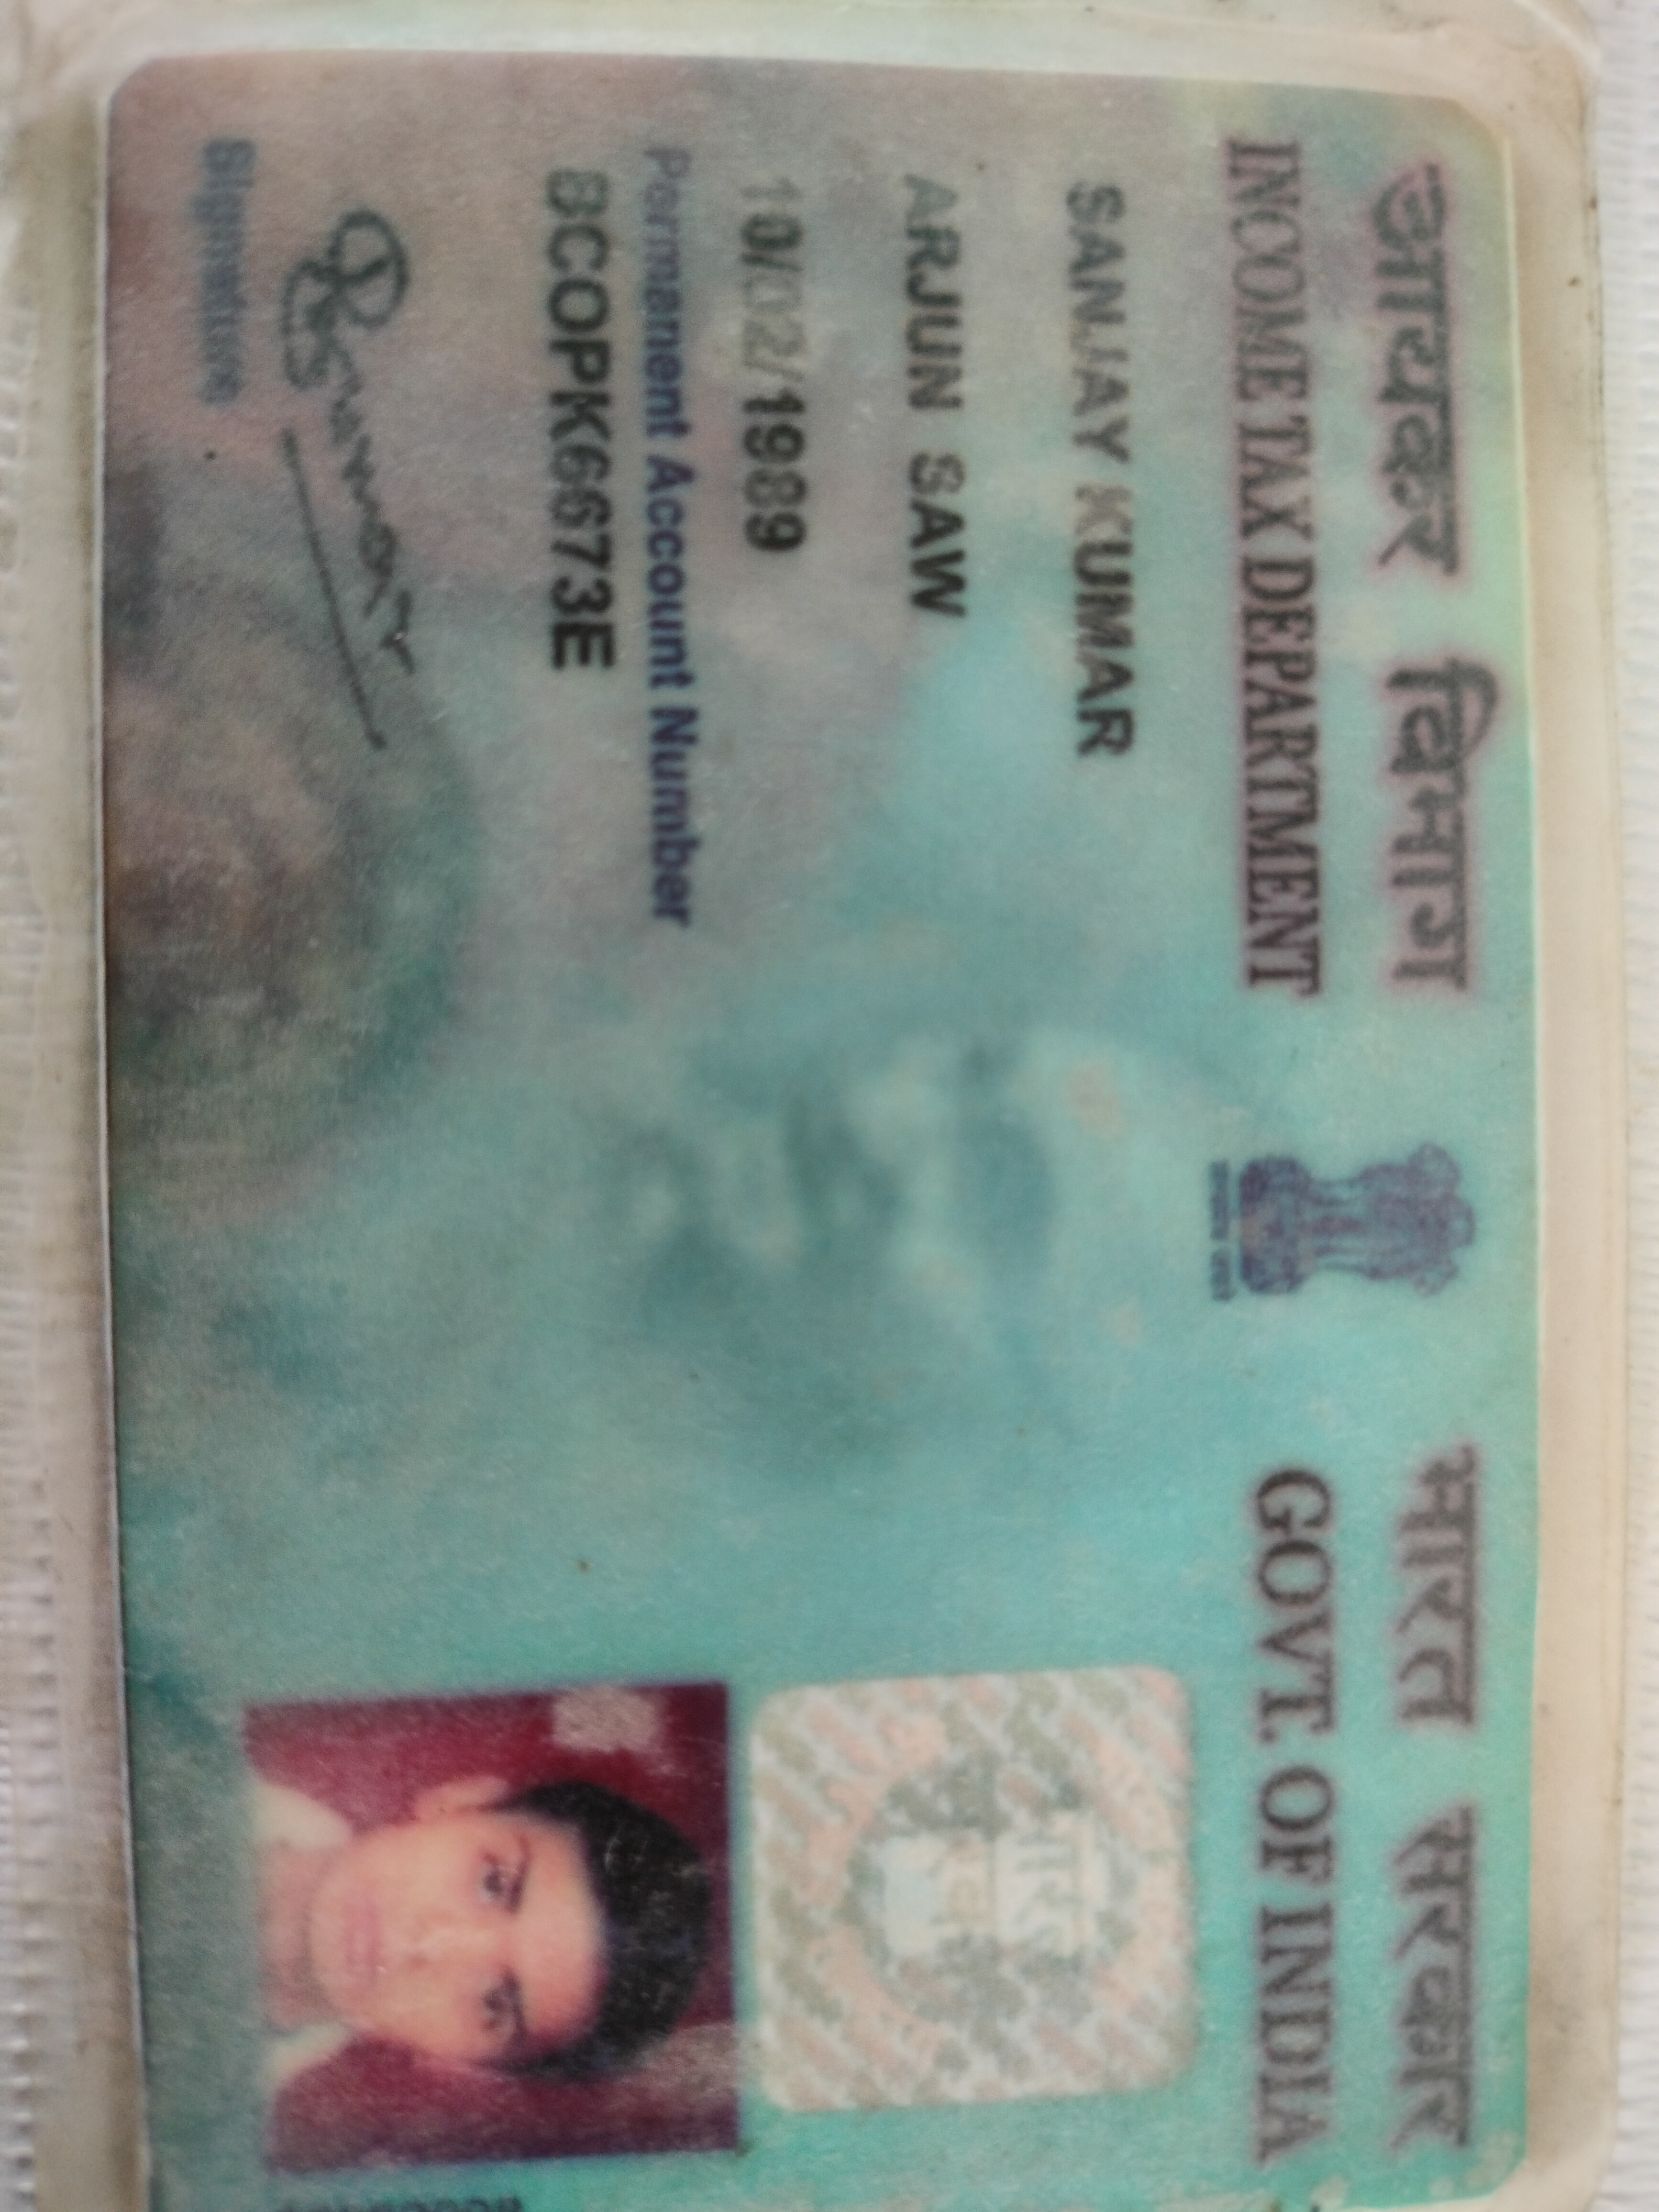 आयकर विभाग
INCOME TAX DEPARTMENT
भारत सरकार
GOVT. OF INDIA
SANJAY KUMAR
ARJUN SAW
10/02/1989
Permanent Account Number
BCOPK6673E
Signature